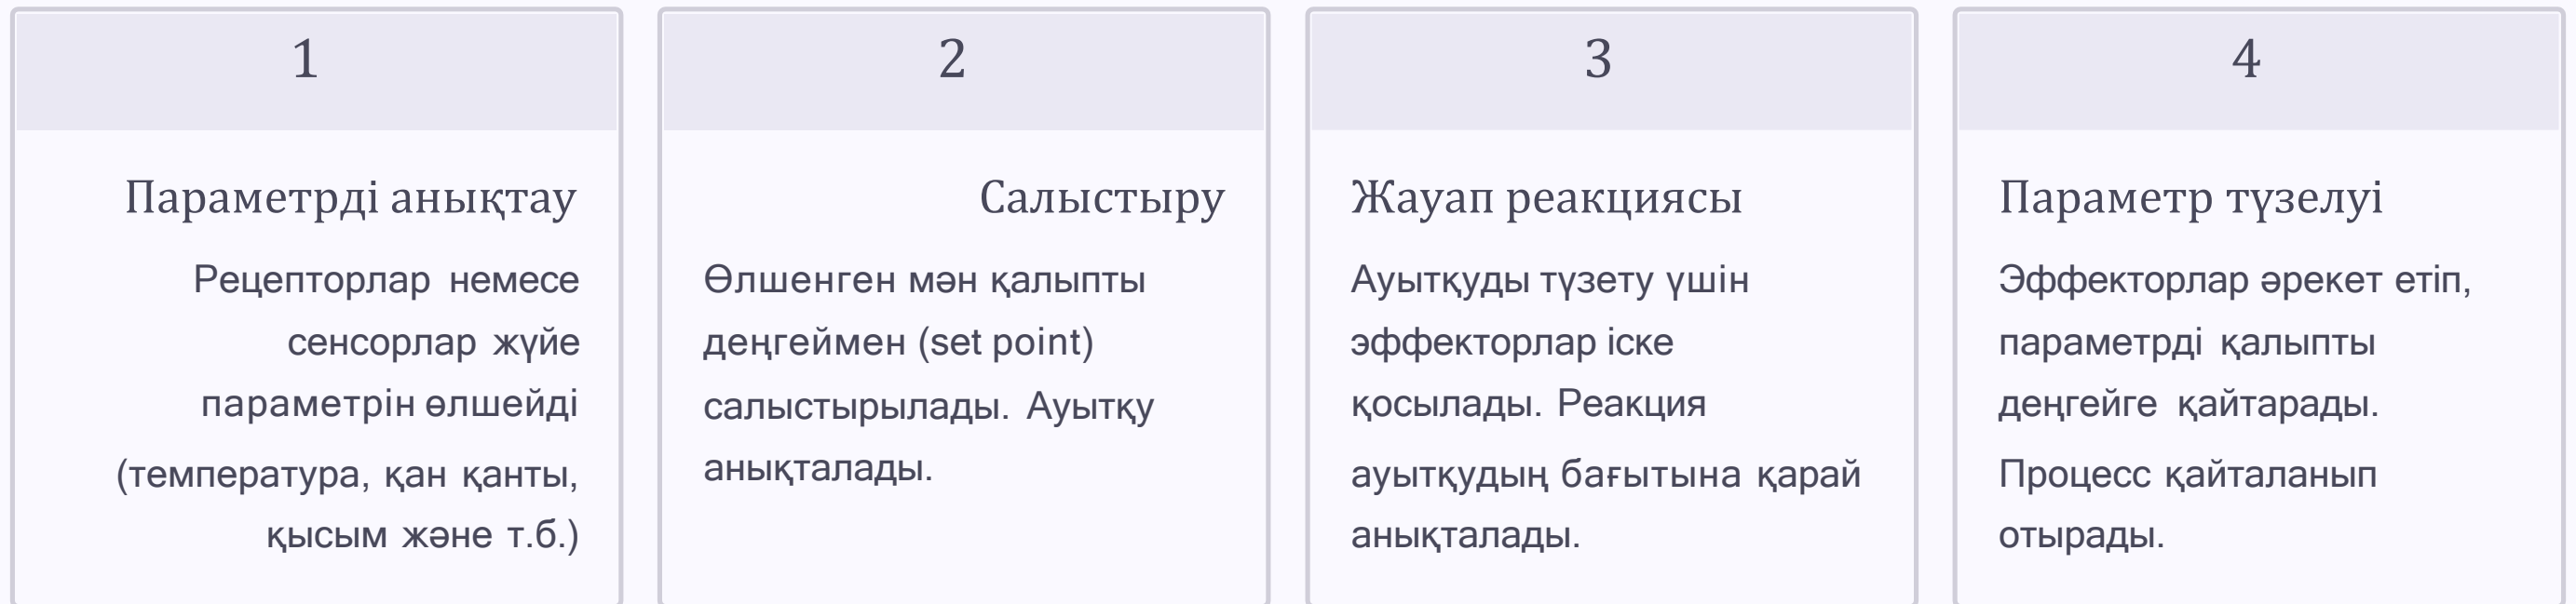 1
Параметрді анықтау
Рецепторлар немесе
сенсорлар жүйе
параметрін өлшейді
(температура, қан қанты,
қысым және т.б.)
2
Салыстыру
Өлшенген мән қалыпты
деңгеймен (set point)
салыстырылады. Ауытқу
анықталады.
3
Жауап реакциясы
Ауытқуды түзету үшін
эффекторлар іске
қосылады. Реакция
ауытқудың бағытына қарай
анықталады.
4
Параметр түзелуі
Эффекторлар әрекет етіп,
параметрді қалыпты
деңгейге қайтарады.
Процесс қайталанып
отырады.